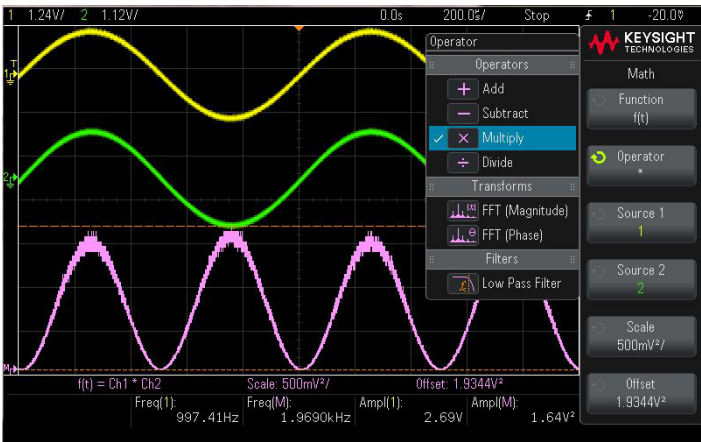 1 1.24V/ 2 1.12V/ 0.0s 200.0s/ Stop 1 -20.0V
Operator
Operators
Add
Subtract
Multiply
Divide
Transforms
FFT (Magnitude)
FFT (Phase)
Filters
Low Pass Filter
KEYSIGHT
TECHNOLOGIES
Math
Function
f(t)
Operator
*
Source 1
1
Source 2
2
Scale
500mV²/
Offset
1.9344V²
T
1
2
M
f(t) = Ch1 * Ch2 Scale: 500mV²/ Offset: 1.9344V²
Freq(1): Freq(M): Ampl(1): Ampl(M):
997.41Hz 1.9690kHz 2.69V 1.64V²